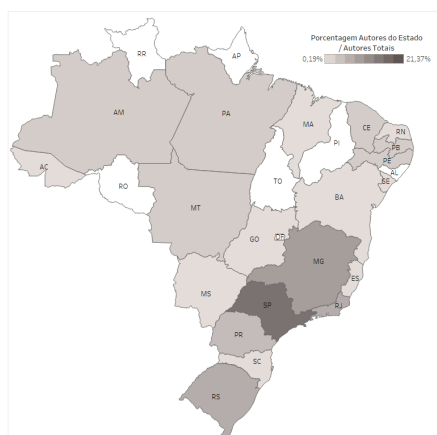 Porcentagem Autores do Estado
/ Autores Totais
0,19% 21,37%
RR
AP
AM
PA
MA
CE
RN
PI
PB
PE
AC
AL
TO
SE
RO
BA
MT
DF
GO
MG
ES
MS
SP
RJ
PR
SC
RS